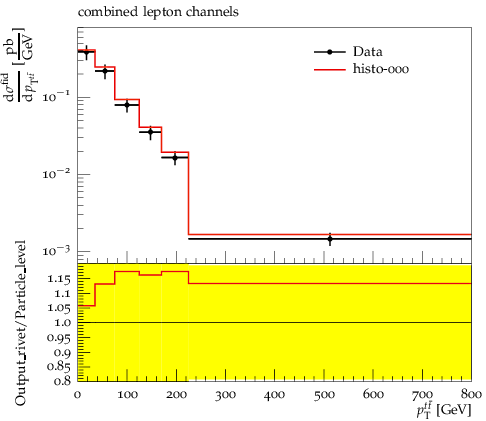 combined lepton channels
dσ^fid / dp_T^{tt̄} [pb / GeV]
Data
histo-000
10^−1
10^−2
10^−3
Output_rivet/Particle_level
1.15
1.1
1.05
1.0
0.95
0.9
0.85
0.8
0 100 200 300 400 500 600 700 800
p_T^{tt̄} [GeV]